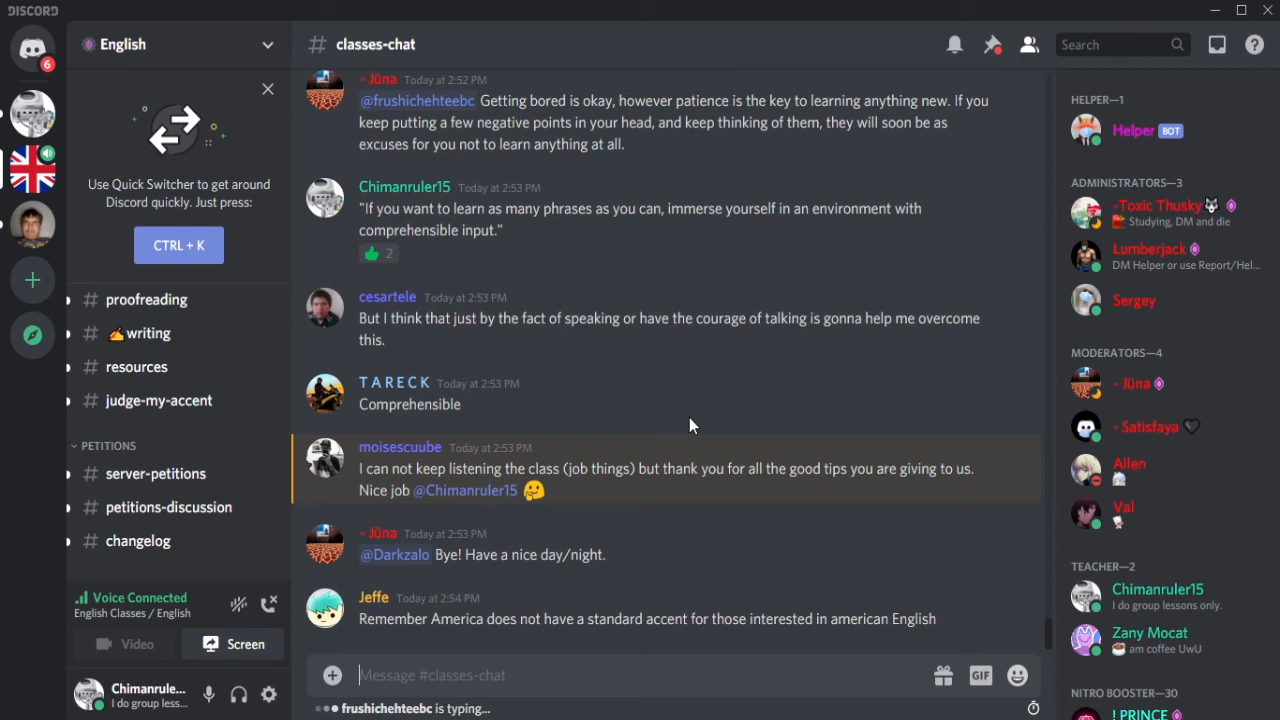 DISCORD
6
English
Use Quick Switcher to get around
Discord quickly. Just press:
CTRL + K
# proofreading
# ✍️writing
# resources
# judge-my-accent
PETITIONS
# server-petitions
# petitions-discussion
# changelog
Voice Connected
English Classes / English
Video
Screen
Chimanrule...
I do group less...
# classes-chat
Search
- Jüna Today at 2:52 PM
@frushichehteebc Getting bored is okay, however patience is the key to learning anything new. If you
keep putting a few negative points in your head, and keep thinking of them, they will soon be as
excuses for you not to learn anything at all.
Chimanruler15 Today at 2:53 PM
"If you want to learn as many phrases as you can, immerse yourself in an environment with
comprehensible input."
👍 2
cesartele Today at 2:53 PM
But I think that just by the fact of speaking or have the courage of talking is gonna help me overcome
this.
T A R E C K Today at 2:53 PM
Comprehensible
moisescuube Today at 2:53 PM
I can not keep listening the class (job things) but thank you for all the good tips you are giving to us.
Nice job @Chimanruler15
- Jüna Today at 2:53 PM
@Darkzalo Bye! Have a nice day/night.
Jeffe Today at 2:54 PM
Remember America does not have a standard accent for those interested in american English
Message #classes-chat
GIF
frushichehteebc is typing...
HELPER—1
Helper BOT
ADMINISTRATORS—3
-Toxic Thusky
Studying, DM and die
Lumberjack
DM Helper or use Report/Hel...
Sergey
MODERATORS—4
- Jüna
- Satisfaya
Allen
Val
TEACHER—2
Chimanruler15
I do group lessons only.
Zany Mocat
am coffee UwU
NITRO BOOSTER—30
! PRINCE